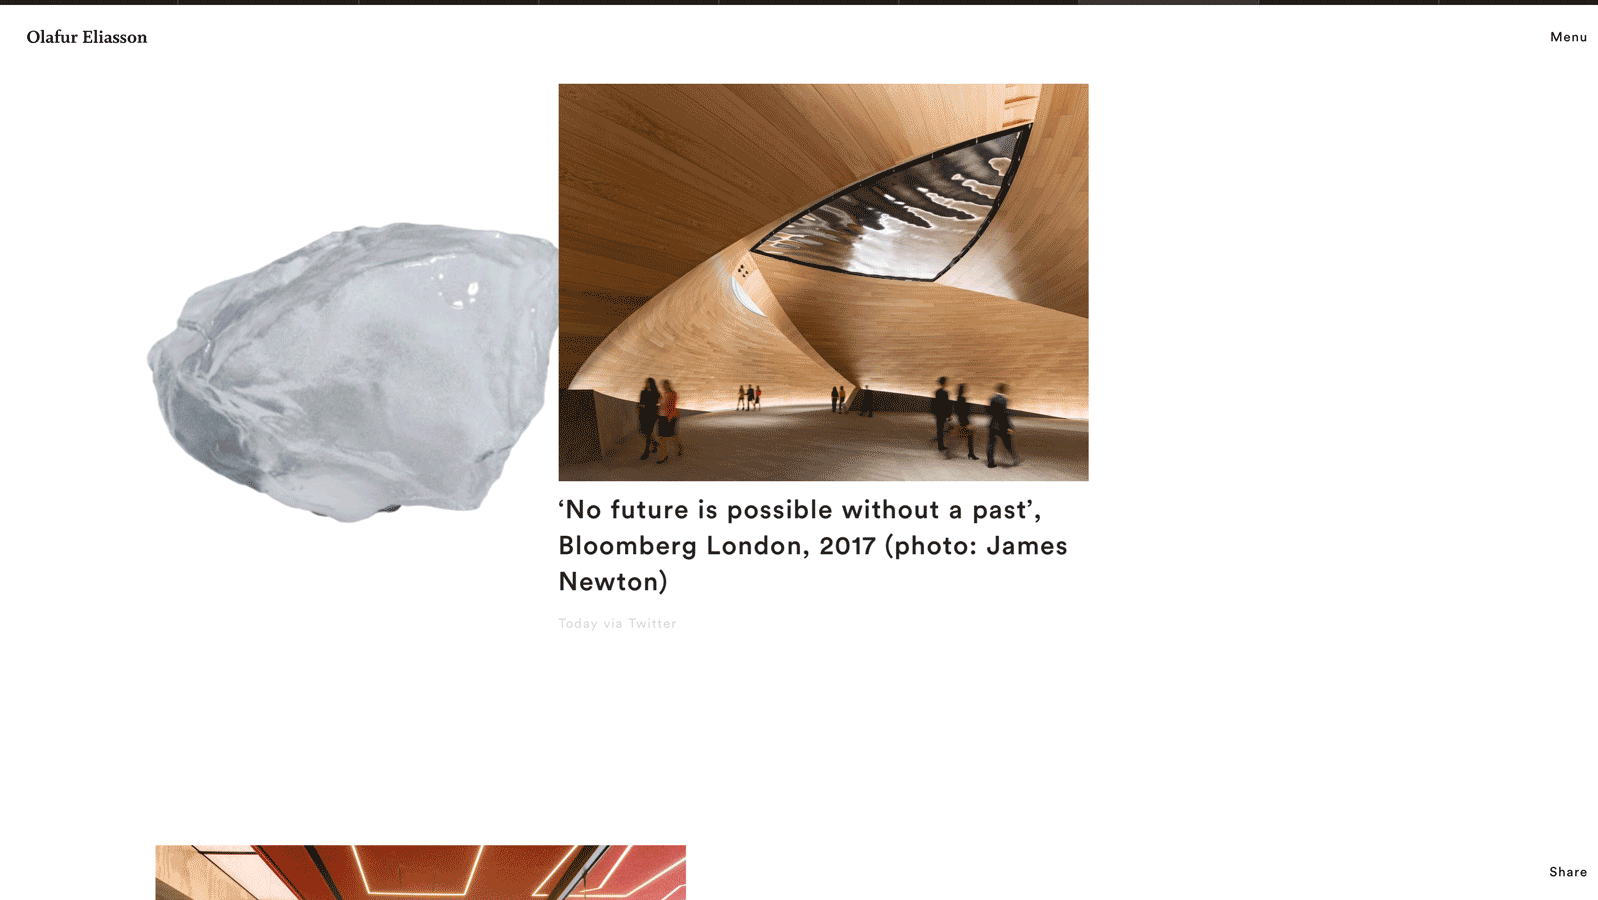 Olafur Eliasson
Menu
‘No future is possible without a past’,
Bloomberg London, 2017 (photo: James
Newton)
Today via Twitter
Share